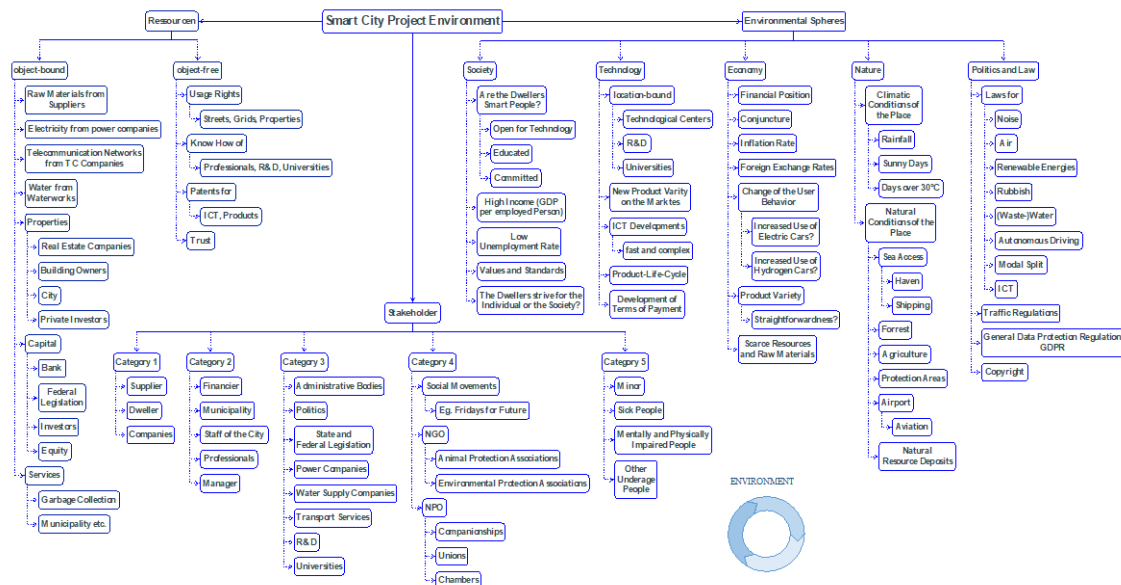 Ressourcen
Smart City Project Environment
Environmental Spheres
object-bound
Raw Materials from
Suppliers
Electricity from power companies
Telecommunication Networks
from TC Companies
Water from
Waterworks
Properties
Real Estate Companies
Building Owners
City
Private Investors
Capital
Bank
Federal
Legislation
Investors
Equity
Services
Garbage Collection
Municipality etc.
object-free
Usage Rights
Streets, Grids, Properties
Know How of
Professionals, R&D, Universities
Patents for
ICT, Products
Trust
Society
Are the Dwellers
Smart People?
Open for Technology
Educated
Committed
High Income (GDP
per employed Person)
Low
Unemployment Rate
Values and Standards
The Dwellers strive for the
Individual or the Society?
Technology
location-bound
Technological Centers
R&D
Universities
New Product Varity
on the Marktes
ICT Developments
fast and complex
Product-Life-Cycle
Development of
Terms of Payment
Economy
Financial Position
Conjuncture
Inflation Rate
Foreign Exchange Rates
Change of the User
Behavior
Increased Use of
Electric Cars?
Increased Use of
Hydrogen Cars?
Product Variety
Straightforwardness?
Scarce Resources
and Raw Materials
Nature
Climatic
Conditions of
the Place
Rainfall
Sunny Days
Days over 30°C
Natural
Conditions of the
Place
Sea Access
Haven
Shipping
Forrest
Agriculture
Protection Areas
Airport
Aviation
Natural
Resource Deposits
Politics and Law
Laws for
Noise
Air
Renewable Energies
Rubbish
(Waste-)Water
Autonomous Driving
Modal Split
ICT
Traffic Regulations
General Data Protection Regulation
GDPR
Copyright
Stakeholder
Category 1
Supplier
Dweller
Companies
Category 2
Financier
Municipality
Staff of the City
Professionals
Manager
Category 3
Administrative Bodies
Politics
State and
Federal Legislation
Power Companies
Water Supply Companies
Transport Services
R&D
Universities
Category 4
Social Movements
Eg. Fridays for Future
NGO
Animal Protection Associations
Environmental Protection Associations
NPO
Companionships
Unions
Chambers
Category 5
Minor
Sick People
Mentally and Physically
Impaired People
Other
Underage
People
ENVIRONMENT